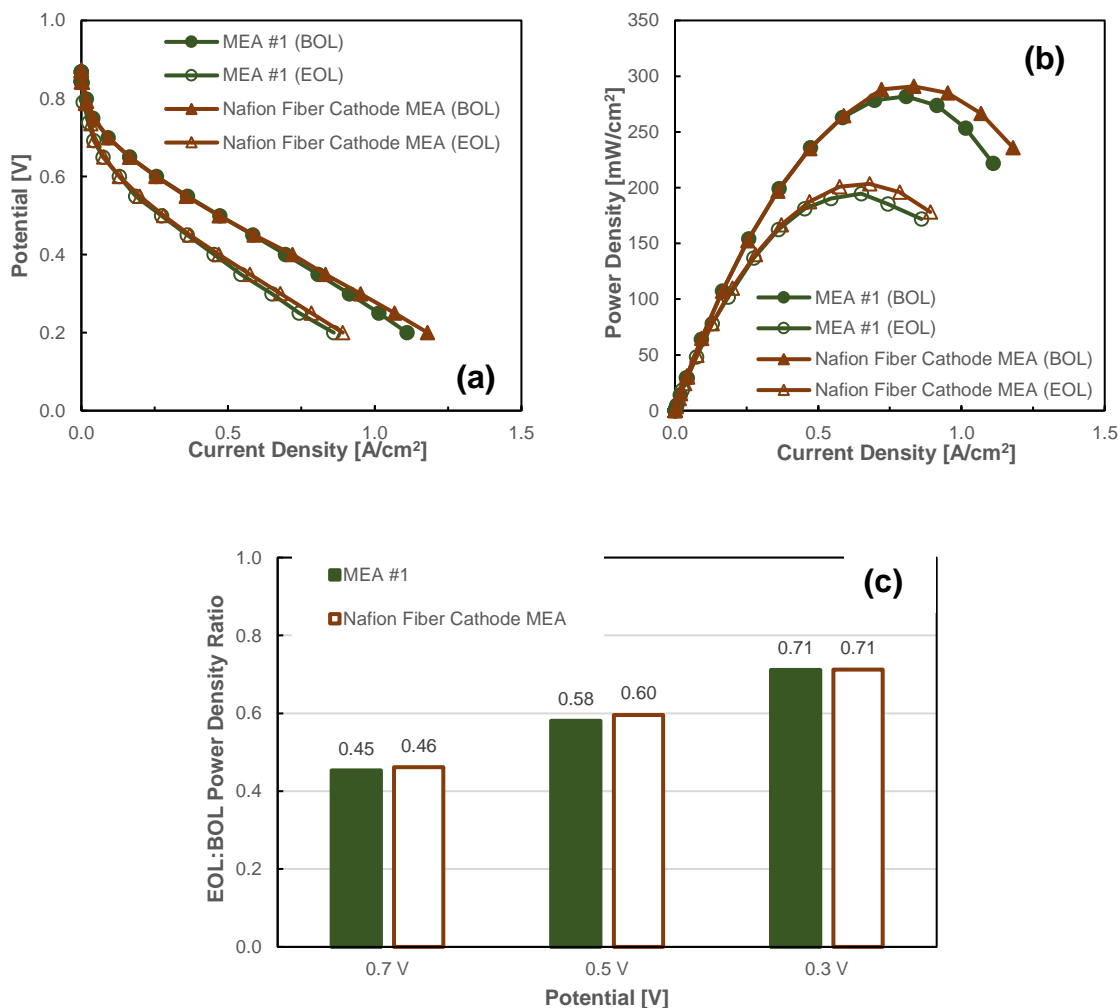 MEA #1 (BOL)
MEA #1 (EOL)
Nafion Fiber Cathode MEA (BOL)
Nafion Fiber Cathode MEA (EOL)
(a)
Potential [V]
1.0
0.8
0.6
0.4
0.2
0.0
0.0
0.5
1.0
1.5
Current Density [A/cm²]
(b)
Power Density [mW/cm²]
350
300
250
200
150
100
50
0
MEA #1 (BOL)
MEA #1 (EOL)
Nafion Fiber Cathode MEA (BOL)
Nafion Fiber Cathode MEA (EOL)
0.0
0.5
1.0
1.5
Current Density [A/cm²]
MEA #1
Nafion Fiber Cathode MEA
(c)
EOL:BOL Power Density Ratio
1.0
0.8
0.6
0.4
0.2
0.0
0.45
0.46
0.58
0.60
0.71
0.71
0.7 V
0.5 V
0.3 V
Potential [V]